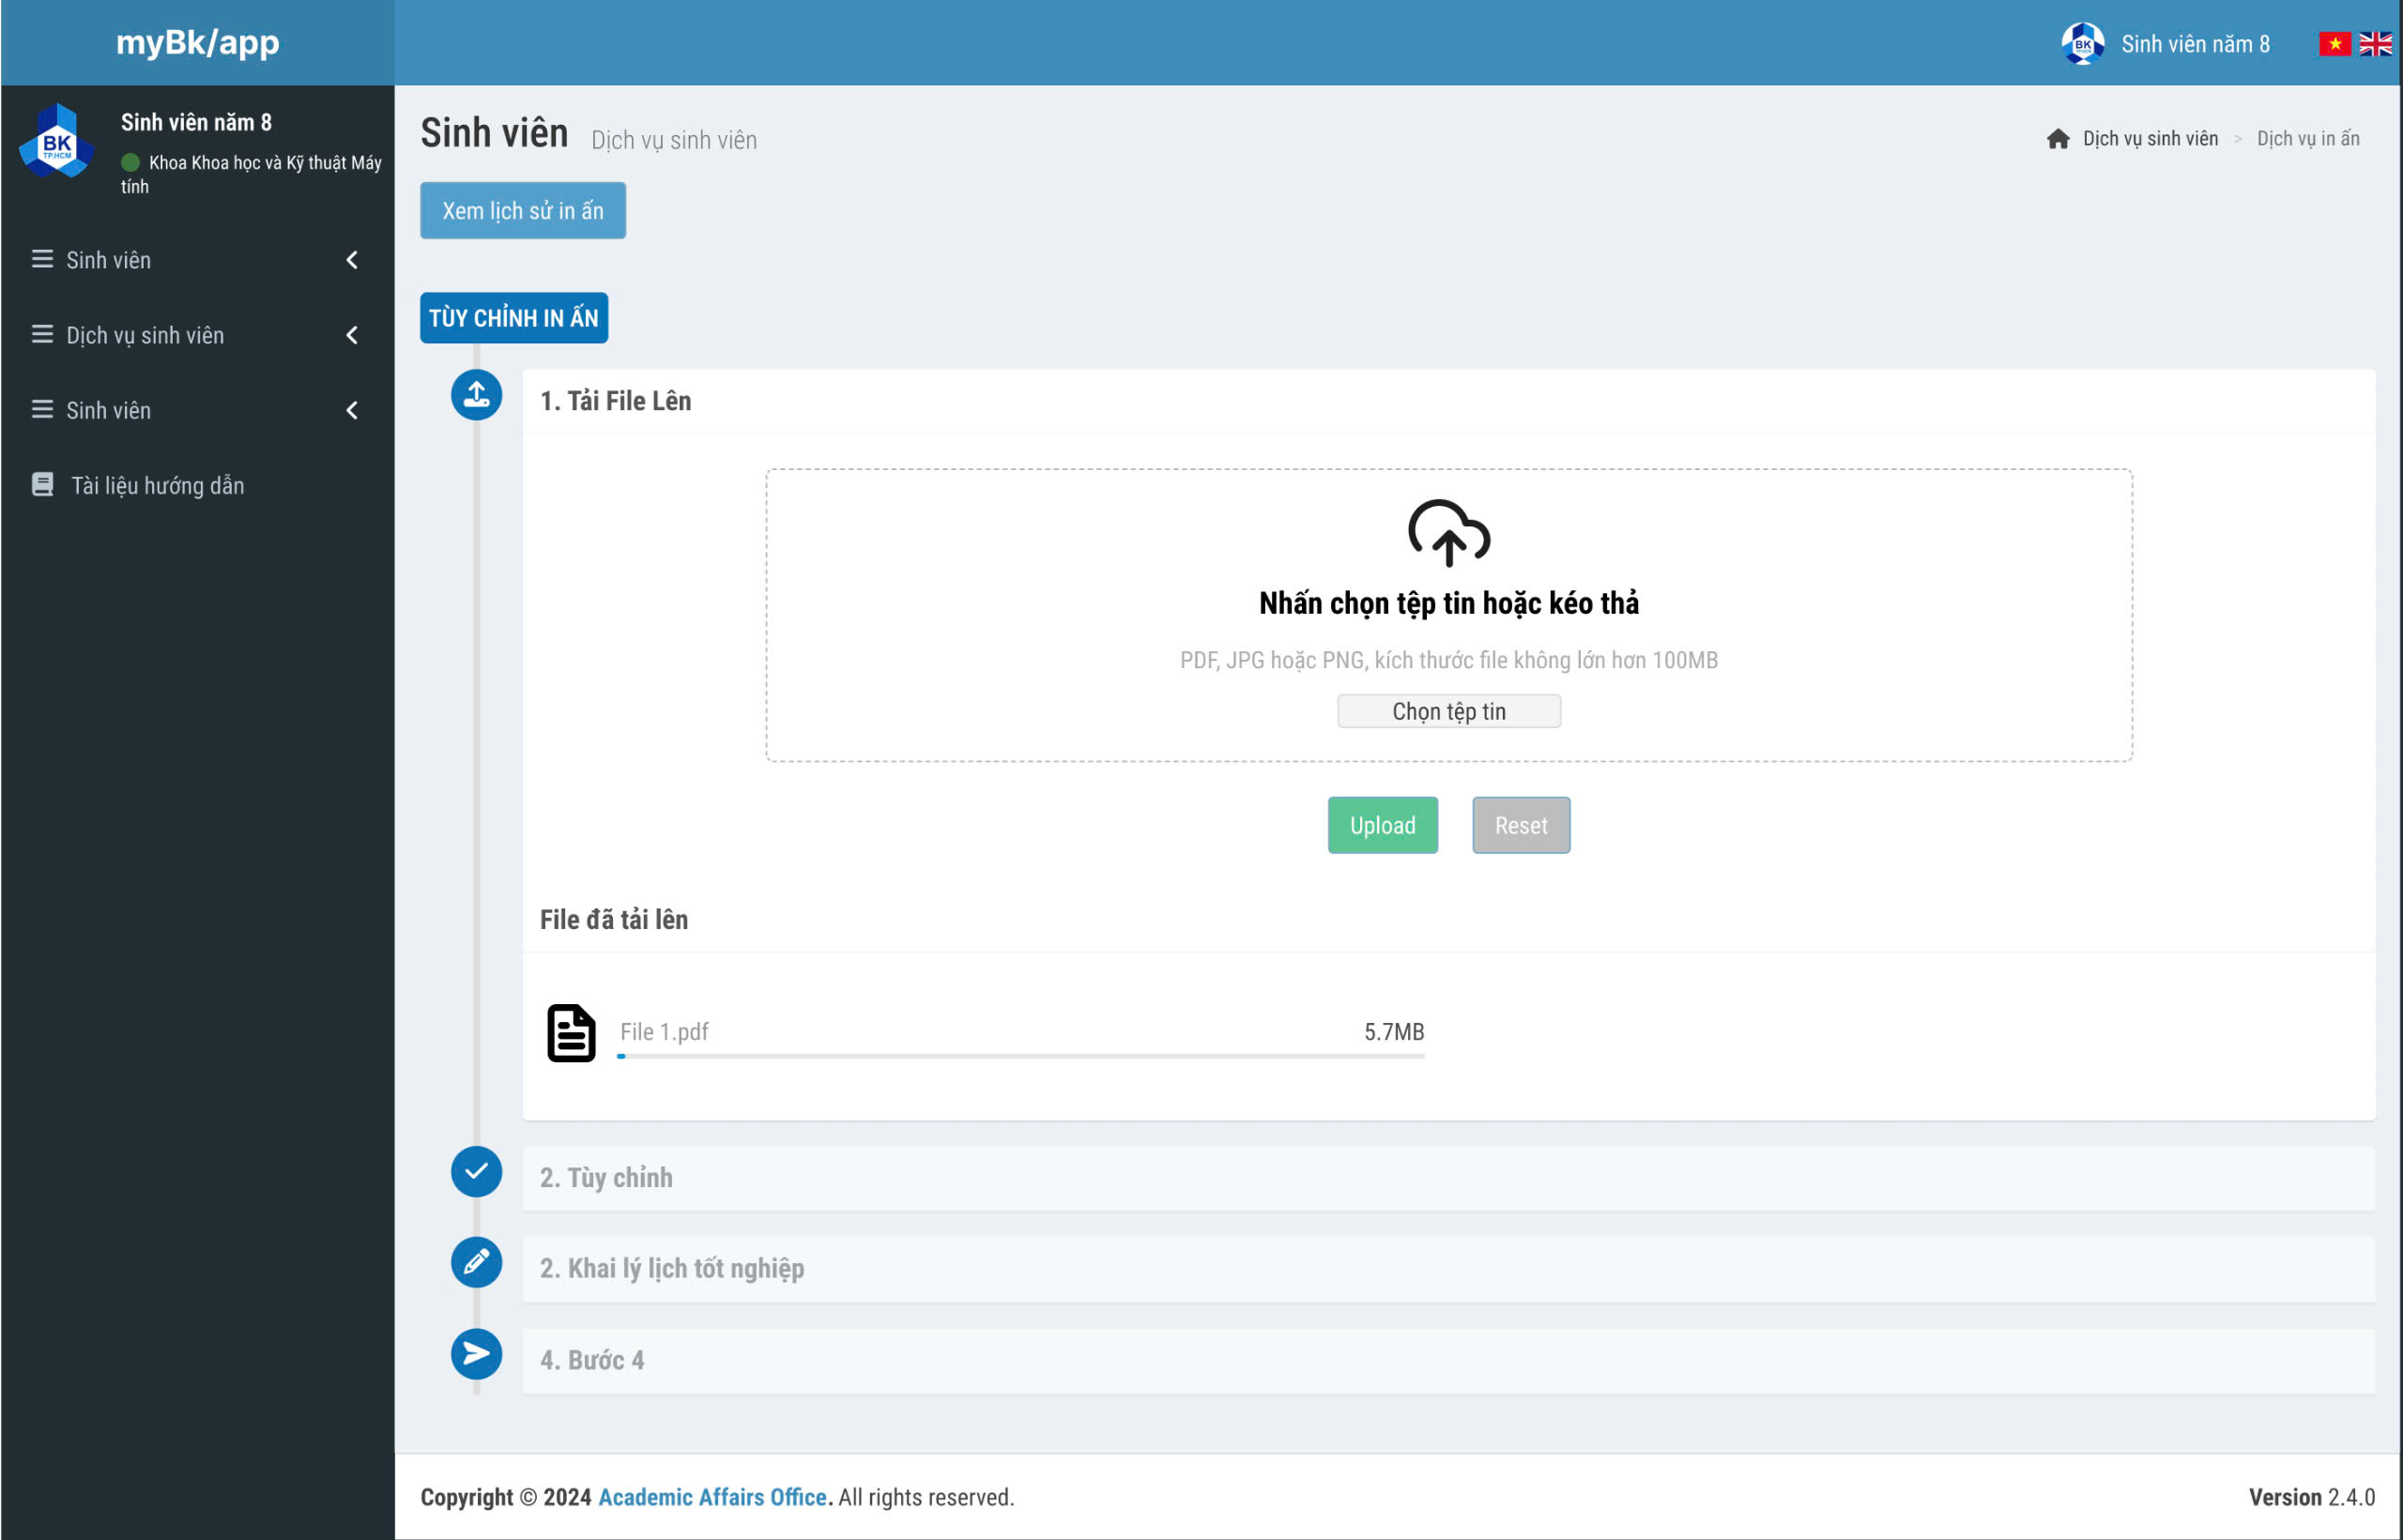 myBk/app
Sinh viên năm 8
BK
TP.HCM
Sinh viên năm 8
Khoa Khoa học và Kỹ thuật Máy
tính
Sinh viên
Dịch vụ sinh viên
Sinh viên
Tài liệu hướng dẫn
Sinh viên Dịch vụ sinh viên
Dịch vụ sinh viên > Dịch vụ in ấn
Xem lịch sử in ấn
TÙY CHỈNH IN ẤN
1. Tải File Lên
Nhấn chọn tệp tin hoặc kéo thả
PDF, JPG hoặc PNG, kích thước file không lớn hơn 100MB
Chọn tệp tin
Upload Reset
File đã tải lên
File 1.pdf 5.7MB
2. Tùy chỉnh
2. Khai lý lịch tốt nghiệp
4. Bước 4
Copyright © 2024 Academic Affairs Office. All rights reserved.
Version 2.4.0